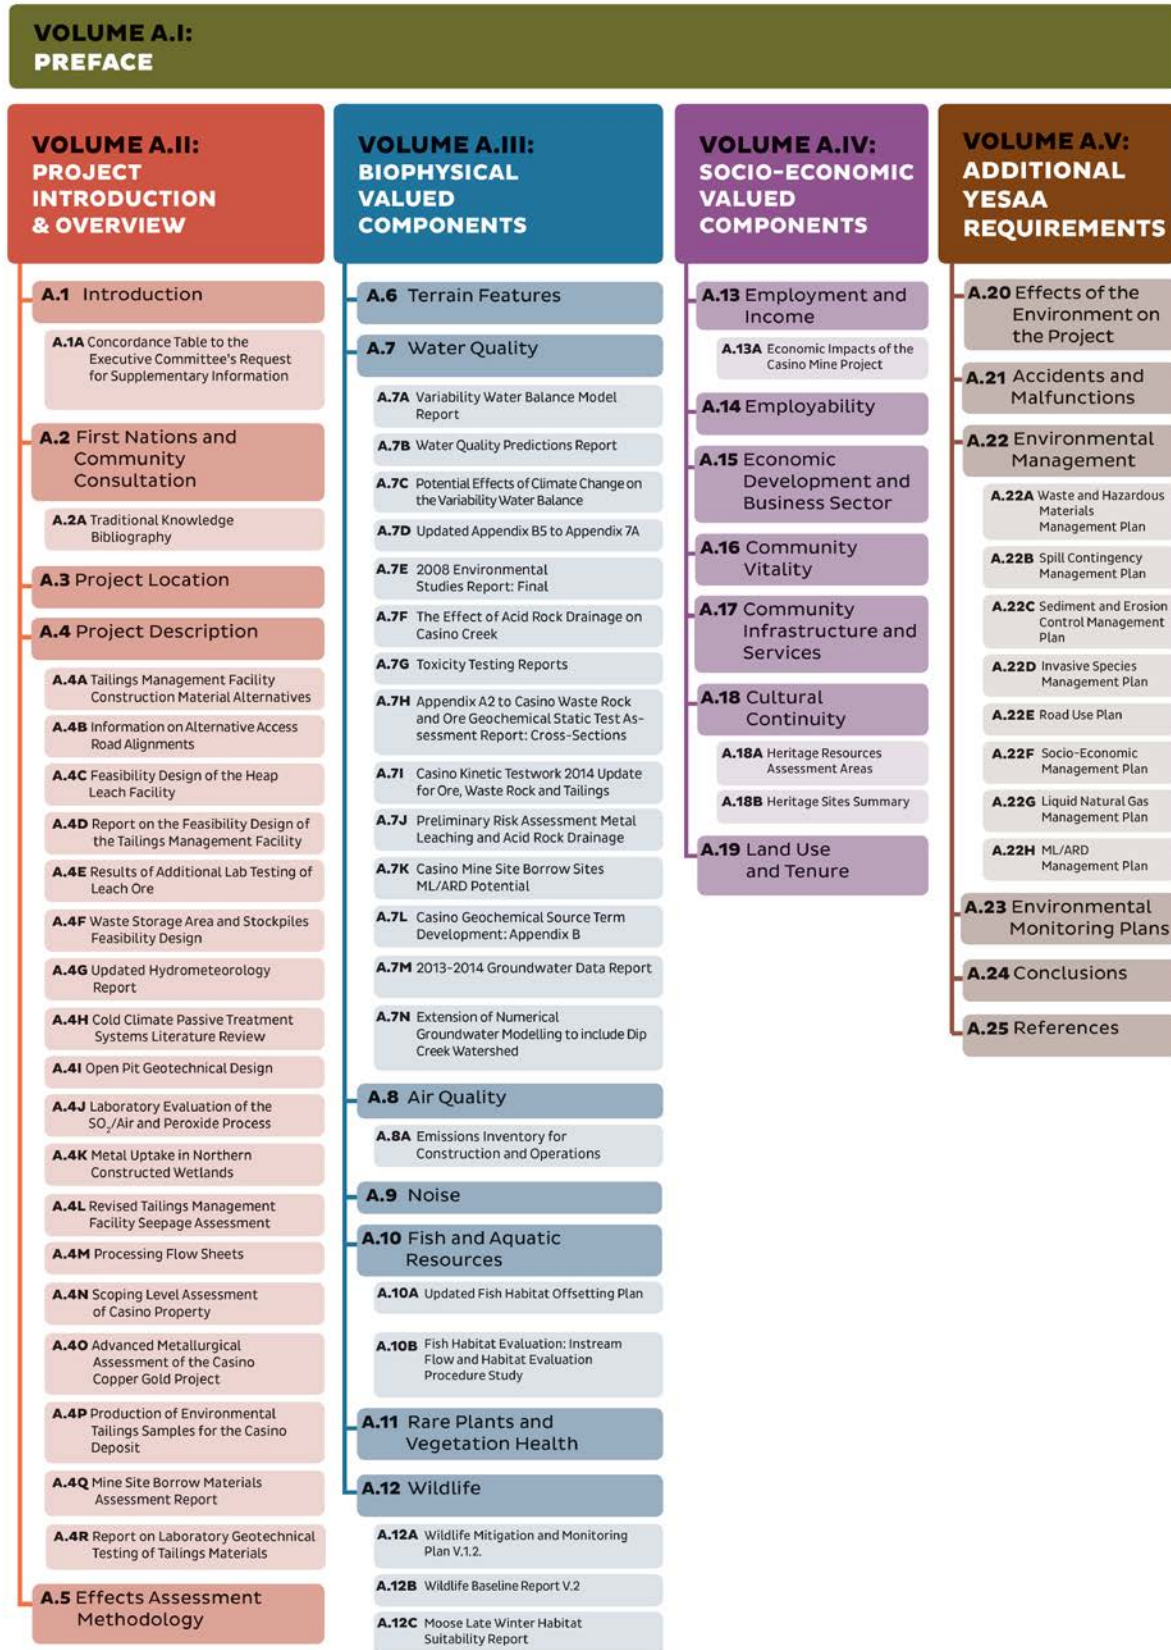 VOLUME A.I:
PREFACE
VOLUME A.II:
PROJECT
INTRODUCTION
& OVERVIEW
A.1 Introduction
A.1A Concordance Table to the
Executive Committee's Request
for Supplementary Information
A.2 First Nations and
Community
Consultation
A.2A Traditional Knowledge
Bibliography
A.3 Project Location
A.4 Project Description
A.4A Tailings Management Facility
Construction Material Alternatives
A.4B Information on Alternative Access
Road Alignments
A.4C Feasibility Design of the Heap
Leach Facility
A.4D Report on the Feasibility Design of
the Tailings Management Facility
A.4E Results of Additional Lab Testing of
Leach Ore
A.4F Waste Storage Area and Stockpiles
Feasibility Design
A.4G Updated Hydrometeorology
Report
A.4H Cold Climate Passive Treatment
Systems Literature Review
A.4I Open Pit Geotechnical Design
A.4J Laboratory Evaluation of the
SO2/Air and Peroxide Process
A.4K Metal Uptake in Northern
Constructed Wetlands
A.4L Revised Tailings Management
Facility Seepage Assessment
A.4M Processing Flow Sheets
A.4N Scoping Level Assessment
of Casino Property
A.4O Advanced Metallurgical
Assessment of the Casino
Copper Gold Project
A.4P Production of Environmental
Tailings Samples for the Casino
Deposit
A.4Q Mine Site Borrow Materials
Assessment Report
A.4R Report on Laboratory Geotechnical
Testing of Tailings Materials
A.5 Effects Assessment
Methodology
VOLUME A.III:
BIOPHYSICAL
VALUED
COMPONENTS
A.6 Terrain Features
A.7 Water Quality
A.7A Variability Water Balance Model
Report
A.7B Water Quality Predictions Report
A.7C Potential Effects of Climate Change on
the Variability Water Balance
A.7D Updated Appendix B5 to Appendix 7A
A.7E 2008 Environmental
Studies Report: Final
A.7F The Effect of Acid Rock Drainage on
Casino Creek
A.7G Toxicity Testing Reports
A.7H Appendix A2 to Casino Waste Rock
and Ore Geochemical Static Test As-
sessment Report: Cross-Sections
A.7I Casino Kinetic Testwork 2014 Update
for Ore, Waste Rock and Tailings
A.7J Preliminary Risk Assessment Metal
Leaching and Acid Rock Drainage
A.7K Casino Mine Site Borrow Sites
ML/ARD Potential
A.7L Casino Geochemical Source Term
Development: Appendix B
A.7M 2013-2014 Groundwater Data Report
A.7N Extension of Numerical
Groundwater Modelling to include Dip
Creek Watershed
A.8 Air Quality
A.8A Emissions Inventory for
Construction and Operations
A.9 Noise
A.10 Fish and Aquatic
Resources
A.10A Updated Fish Habitat Offsetting Plan
A.10B Fish Habitat Evaluation: Instream
Flow and Habitat Evaluation
Procedure Study
A.11 Rare Plants and
Vegetation Health
A.12 Wildlife
A.12A Wildlife Mitigation and Monitoring
Plan V.1.2.
A.12B Wildlife Baseline Report V.2
A.12C Moose Late Winter Habitat
Suitability Report
VOLUME A.IV:
SOCIO-ECONOMIC
VALUED
COMPONENTS
A.13 Employment and
Income
A.13A Economic Impacts of the
Casino Mine Project
A.14 Employability
A.15 Economic
Development and
Business Sector
A.16 Community
Vitality
A.17 Community
Infrastructure and
Services
A.18 Cultural
Continuity
A.18A Heritage Resources
Assessment Areas
A.18B Heritage Sites Summary
A.19 Land Use
and Tenure
VOLUME A.V:
ADDITIONAL
YESAA
REQUIREMENTS
A.20 Effects of the
Environment on
the Project
A.21 Accidents and
Malfunctions
A.22 Environmental
Management
A.22A Waste and Hazardous
Materials
Management Plan
A.22B Spill Contingency
Management Plan
A.22C Sediment and Erosion
Control Management
Plan
A.22D Invasive Species
Management Plan
A.22E Road Use Plan
A.22F Socio-Economic
Management Plan
A.22G Liquid Natural Gas
Management Plan
A.22H ML/ARD
Management Plan
A.23 Environmental
Monitoring Plans
A.24 Conclusions
A.25 References